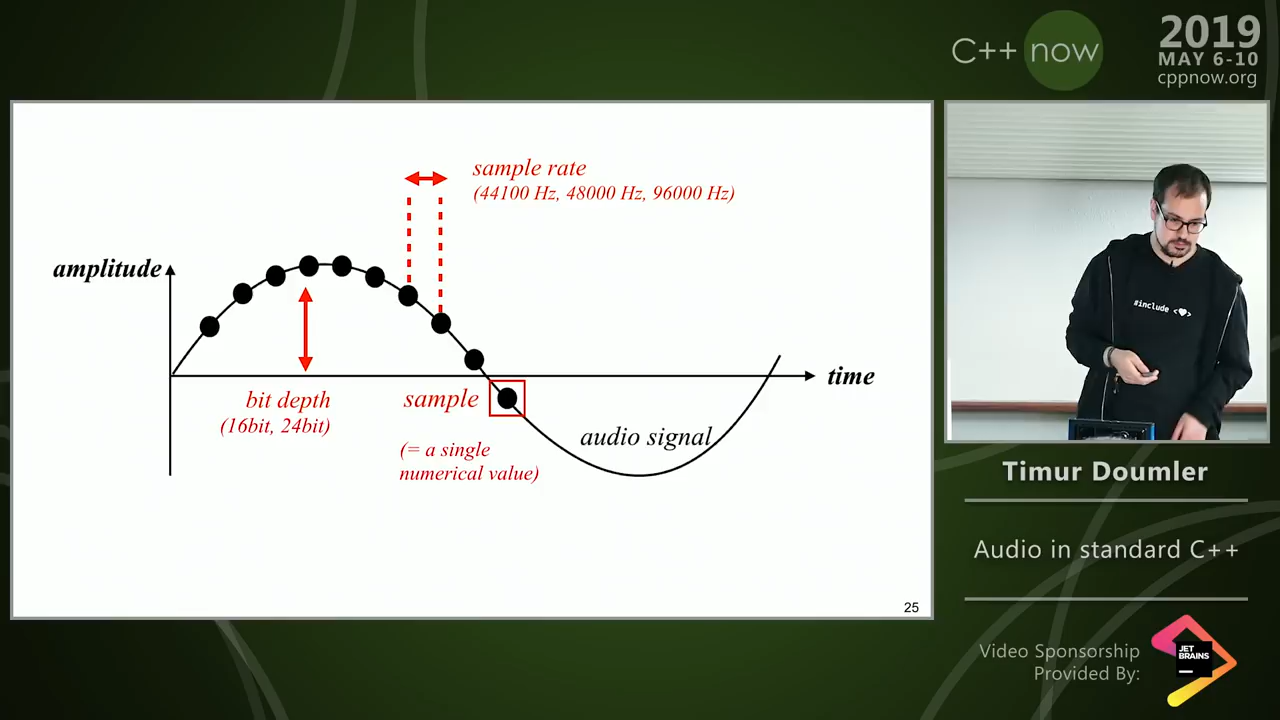 C++ now
2019
MAY 6-10
cppnow.org
sample rate
(44100 Hz, 48000 Hz, 96000 Hz)
amplitude
time
bit depth
(16bit, 24bit)
sample
(= a single
numerical value)
audio signal
25
#include <♥>
Timur Doumler
Audio in standard C++
Video Sponsorship
Provided By:
JET
BRAINS